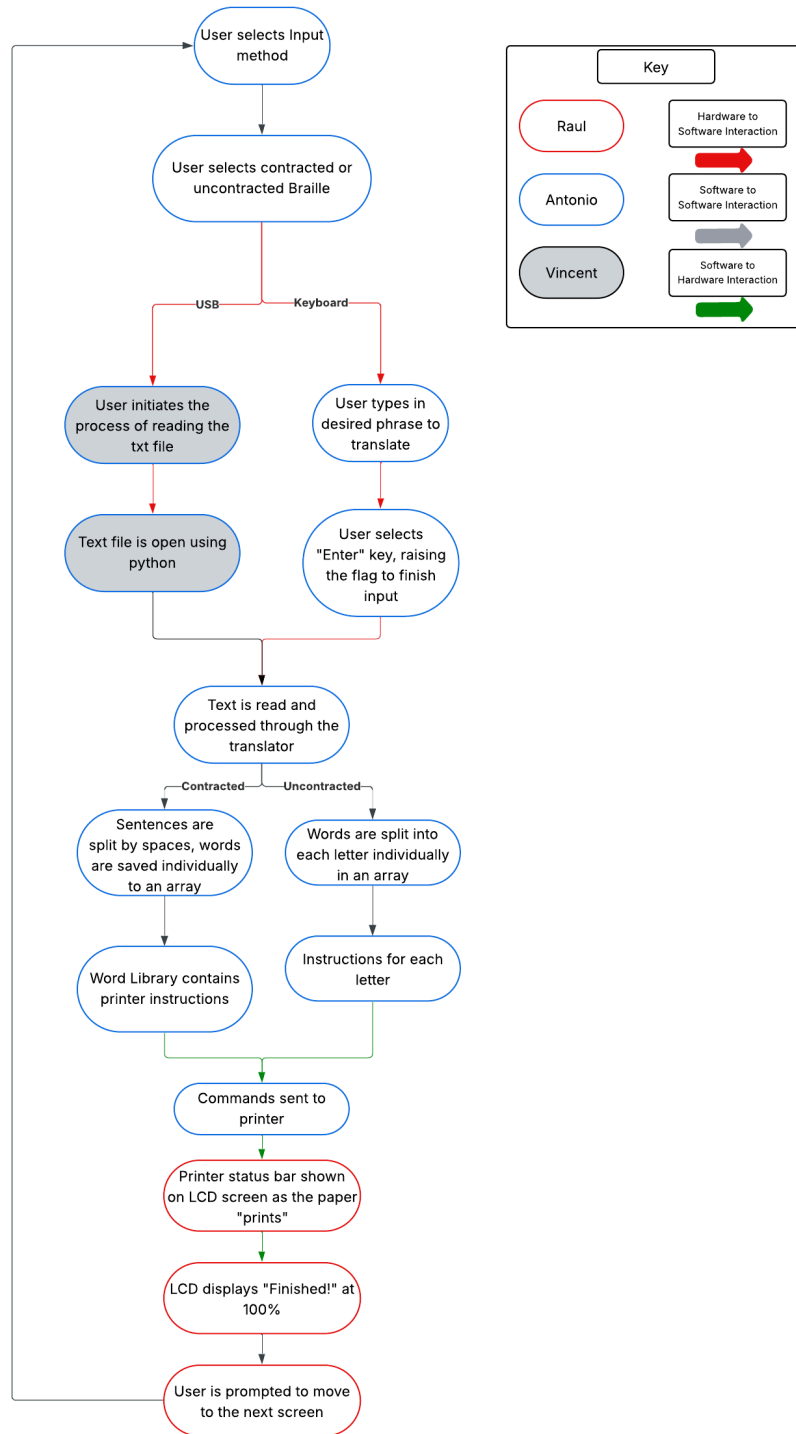 User selects Input
method
User selects contracted or
uncontracted Braille
USB
Keyboard
User initiates the
process of reading the
txt file
User types in
desired phrase to
translate
Text file is open using
python
User selects
"Enter" key, raising
the flag to finish
input
Text is read and
processed through the
translator
Contracted
Uncontracted
Sentences are
split by spaces, words
are saved individually
to an array
Words are split into
each letter individually
in an array
Word Library contains
printer instructions
Instructions for each
letter
Commands sent to
printer
Printer status bar shown
on LCD screen as the paper
"prints"
LCD displays "Finished!" at
100%
User is prompted to move
to the next screen
Key
Raul
Hardware to
Software Interaction
Antonio
Software to
Software Interaction
Vincent
Software to
Hardware Interaction